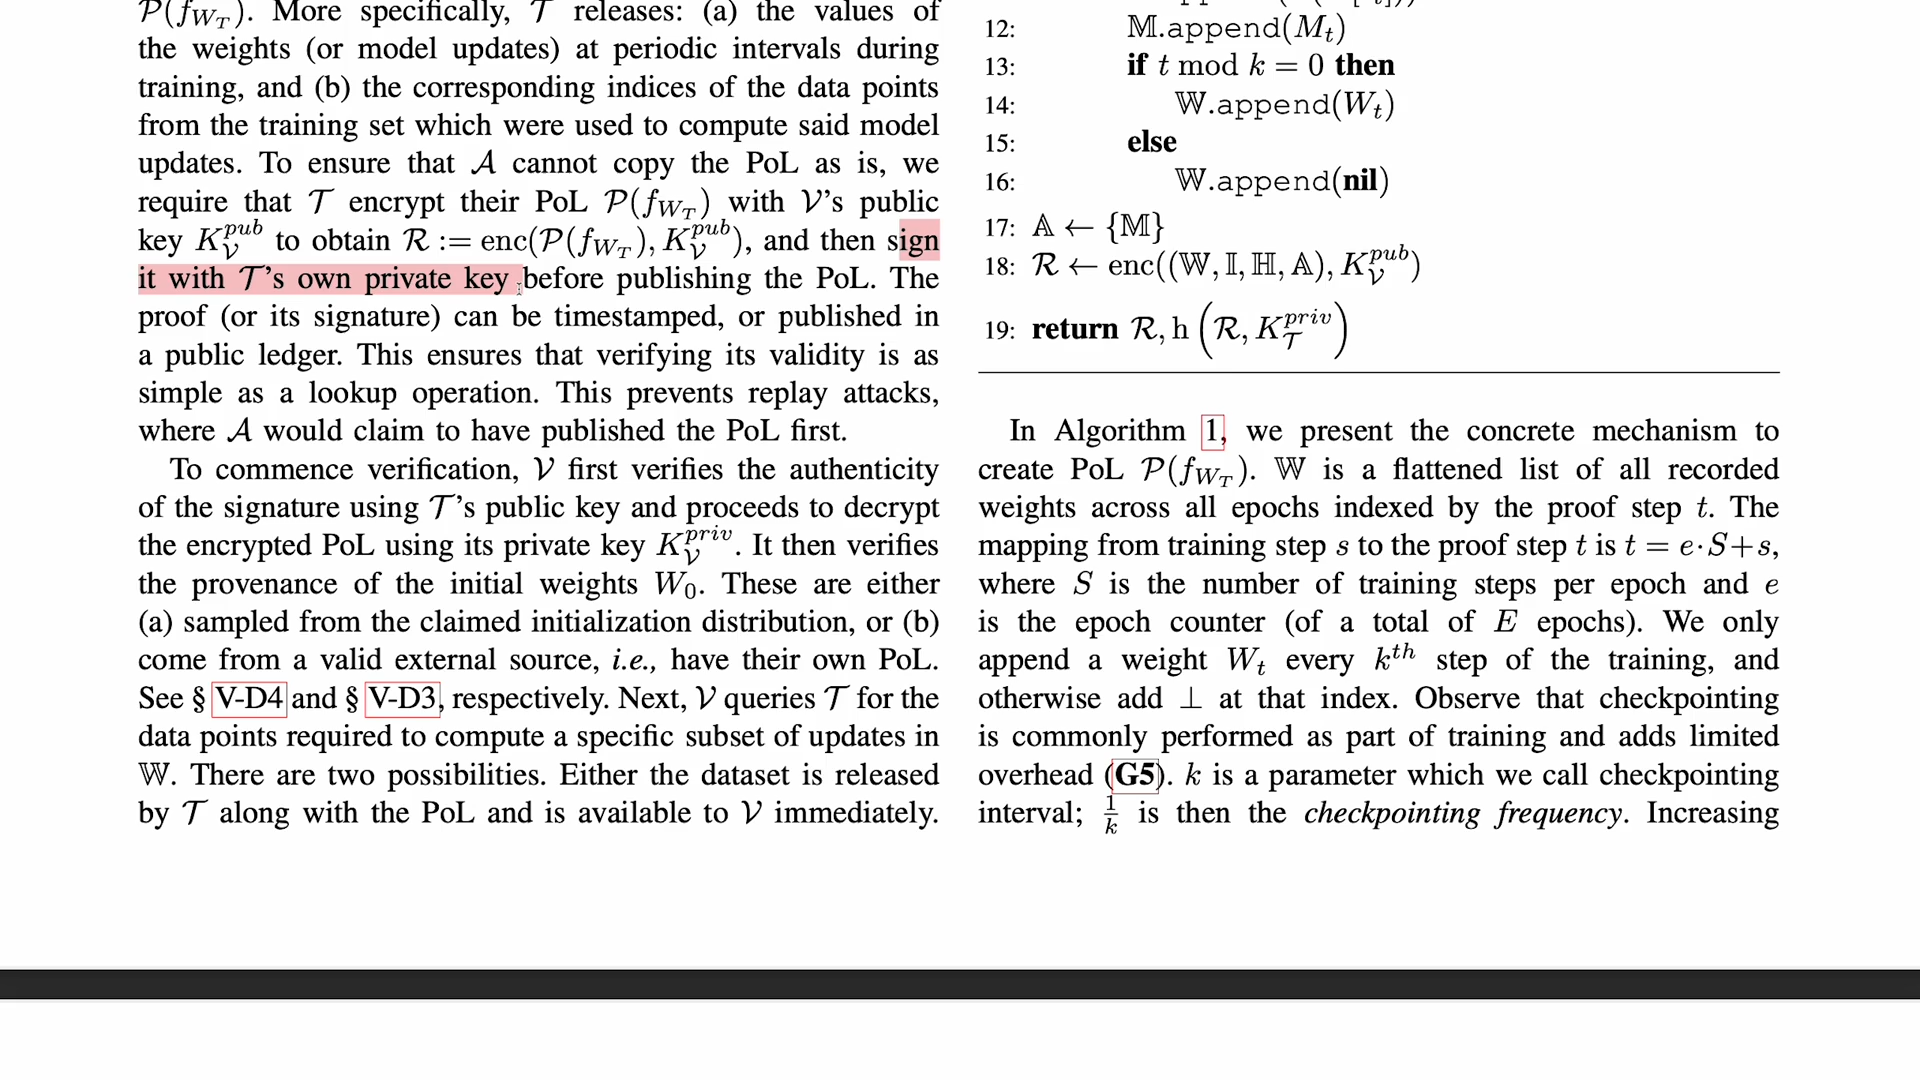 𝒫(f_{W_T}). More specifically, 𝒯 releases: (a) the values of
the weights (or model updates) at periodic intervals during
training, and (b) the corresponding indices of the data points
from the training set which were used to compute said model
updates. To ensure that 𝒜 cannot copy the PoL as is, we
require that 𝒯 encrypt their PoL 𝒫(f_{W_T}) with 𝒱's public
key K_𝒱^{pub} to obtain ℛ := enc(𝒫(f_{W_T}), K_𝒱^{pub}), and then sign
it with 𝒯's own private key before publishing the PoL. The
proof (or its signature) can be timestamped, or published in
a public ledger. This ensures that verifying its validity is as
simple as a lookup operation. This prevents replay attacks,
where 𝒜 would claim to have published the PoL first.
To commence verification, 𝒱 first verifies the authenticity
of the signature using 𝒯's public key and proceeds to decrypt
the encrypted PoL using its private key K_𝒱^{priv}. It then verifies
the provenance of the initial weights W_0. These are either
(a) sampled from the claimed initialization distribution, or (b)
come from a valid external source, i.e., have their own PoL.
See § V-D4 and § V-D3, respectively. Next, 𝒱 queries 𝒯 for the
data points required to compute a specific subset of updates in
𝕎. There are two possibilities. Either the dataset is released
by 𝒯 along with the PoL and is available to 𝒱 immediately.
12: 𝕄.append(M_t)
13: if t mod k = 0 then
14: 𝕎.append(W_t)
15: else
16: 𝕎.append(nil)
17: 𝔸 ← {𝕄}
18: ℛ ← enc((𝕎, 𝕀, ℍ, 𝔸), K_𝒱^{pub})
19: return ℛ, h (ℛ, K_𝒯^{priv})
In Algorithm 1, we present the concrete mechanism to
create PoL 𝒫(f_{W_T}). 𝕎 is a flattened list of all recorded
weights across all epochs indexed by the proof step t. The
mapping from training step s to the proof step t is t = e·S+s,
where S is the number of training steps per epoch and e
is the epoch counter (of a total of E epochs). We only
append a weight W_t every k^{th} step of the training, and
otherwise add ⊥ at that index. Observe that checkpointing
is commonly performed as part of training and adds limited
overhead (G5). k is a parameter which we call checkpointing
interval; 1/k is then the checkpointing frequency. Increasing